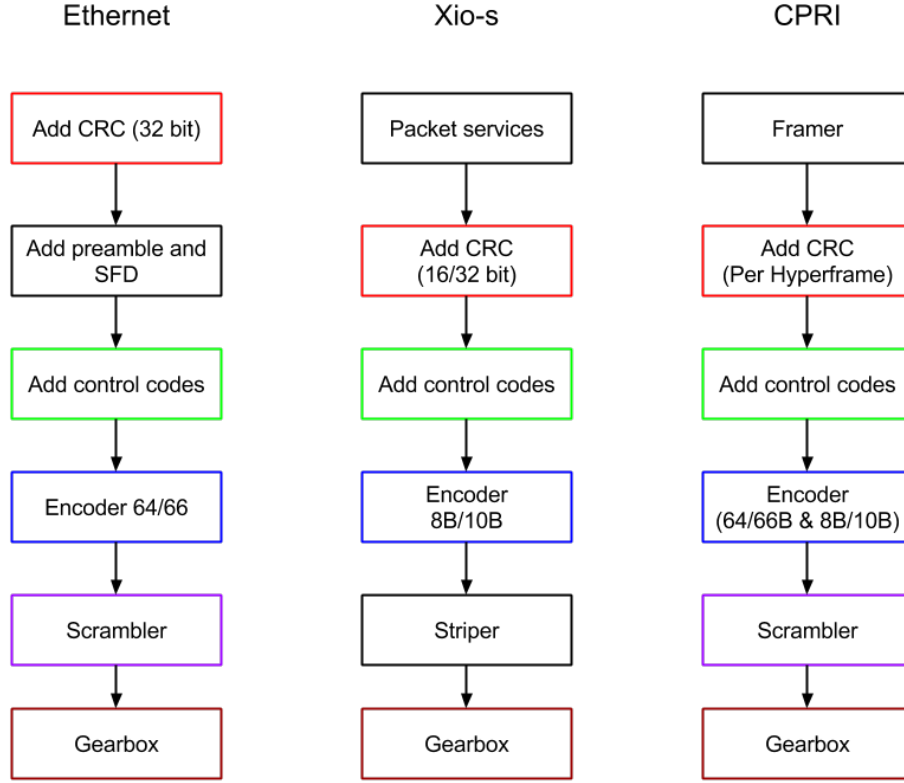 Ethernet
Xio-s
CPRI
Add CRC (32 bit)
Packet services
Framer
Add preamble and
SFD
Add CRC
(16/32 bit)
Add CRC
(Per Hyperframe)
Add control codes
Add control codes
Add control codes
Encoder 64/66
Encoder
8B/10B
Encoder
(64/66B & 8B/10B)
Scrambler
Striper
Scrambler
Gearbox
Gearbox
Gearbox